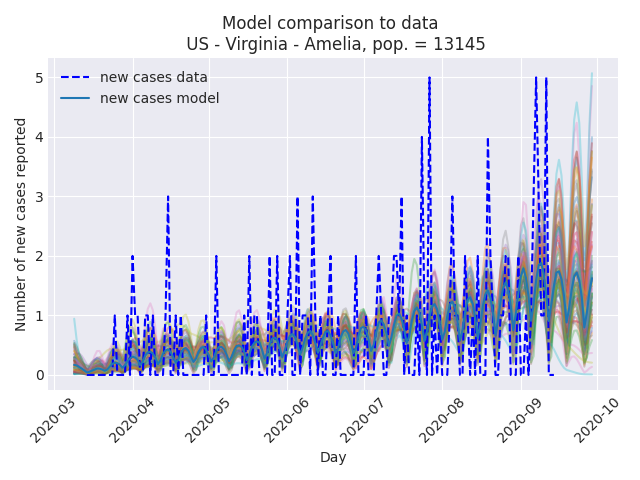 Model comparison to data
US - Virginia - Amelia, pop. = 13145
new cases data
new cases model
Number of new cases reported
5
4
3
2
1
0
2020-03
2020-04
2020-05
2020-06
2020-07
2020-08
2020-09
2020-10
Day